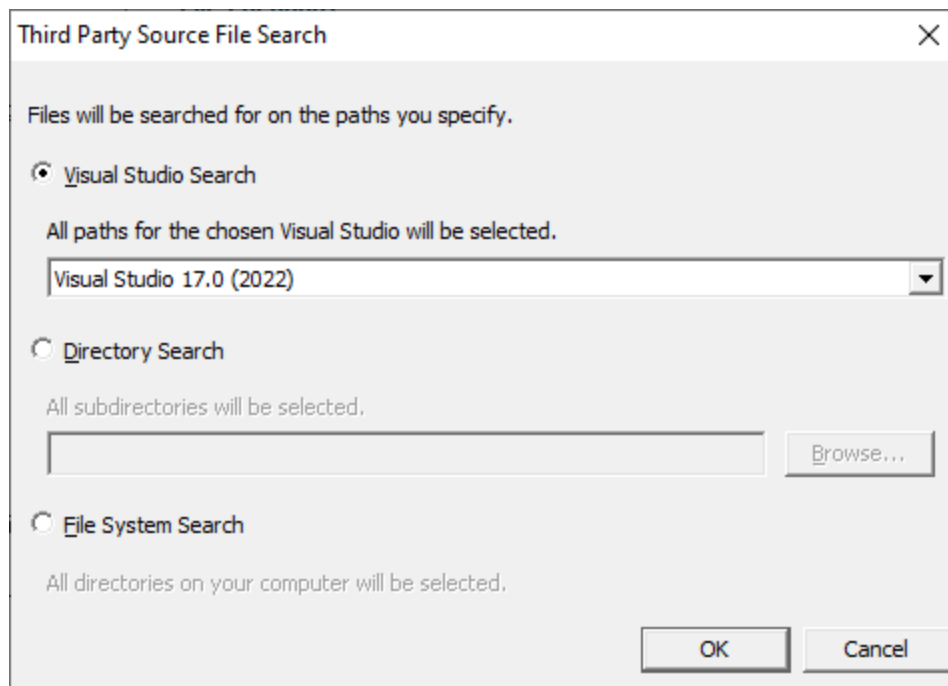 Third Party Source File Search
Files will be searched for on the paths you specify.
Visual Studio Search
All paths for the chosen Visual Studio will be selected.
Visual Studio 17.0 (2022)
Directory Search
All subdirectories will be selected.
Browse...
File System Search
All directories on your computer will be selected.
OK Cancel